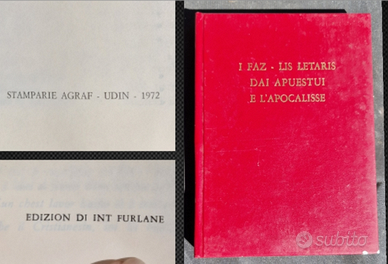 STAMPARIE AGRAF - UDIN - 1972
EDIZION DI INT FURLANE
I FAZ - LIS LETARIS
DAI APUESTUI
E L'APOCALISSE
subito